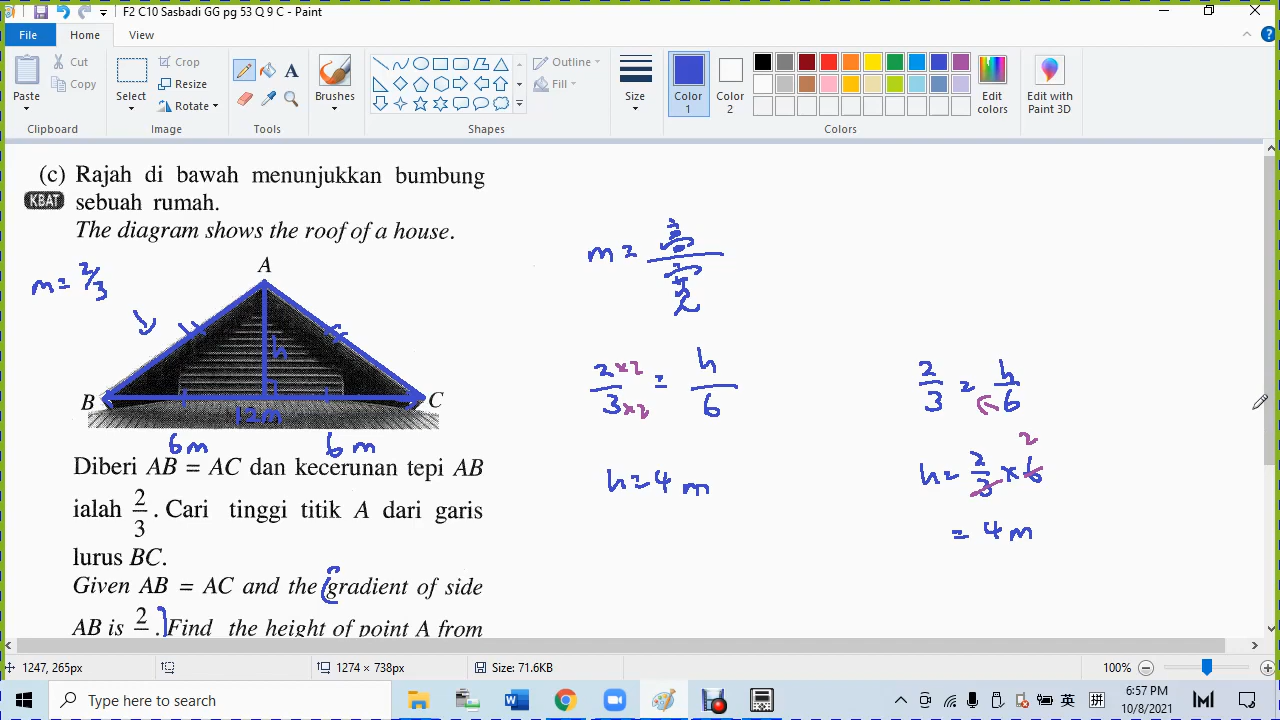 F2 C10 Sasbadi GG pg 53 Q 9 C - Paint
File Home View
Paste
Cut
Copy
Clipboard
Select
Crop
Resize
Rotate
Image
A
Tools
Brushes
Shapes
Outline
Fill
Size
Color 1
Color 2
Colors
Edit colors
Edit with Paint 3D
(c) Rajah di bawah menunjukkan bumbung
KBAT sebuah rumah.
The diagram shows the roof of a house.
m = 2/3
A
h
B
12m
C
6m 6m
Diberi AB = AC dan kecerunan tepi AB
ialah 2/3. Cari tinggi titik A dari garis
lurus BC.
Given AB = AC and the (gradient of side
AB is 2 .) Find the height of point A from
m =
2×2/3×2 = h/6
h = 4 m
2/3 = h/6
h = 2/3 × 6 2
= 4 m
1247, 265px
1274 × 738px
Size: 71.6KB
100%
Type here to search
英
拼
6:57 PM
10/8/2021